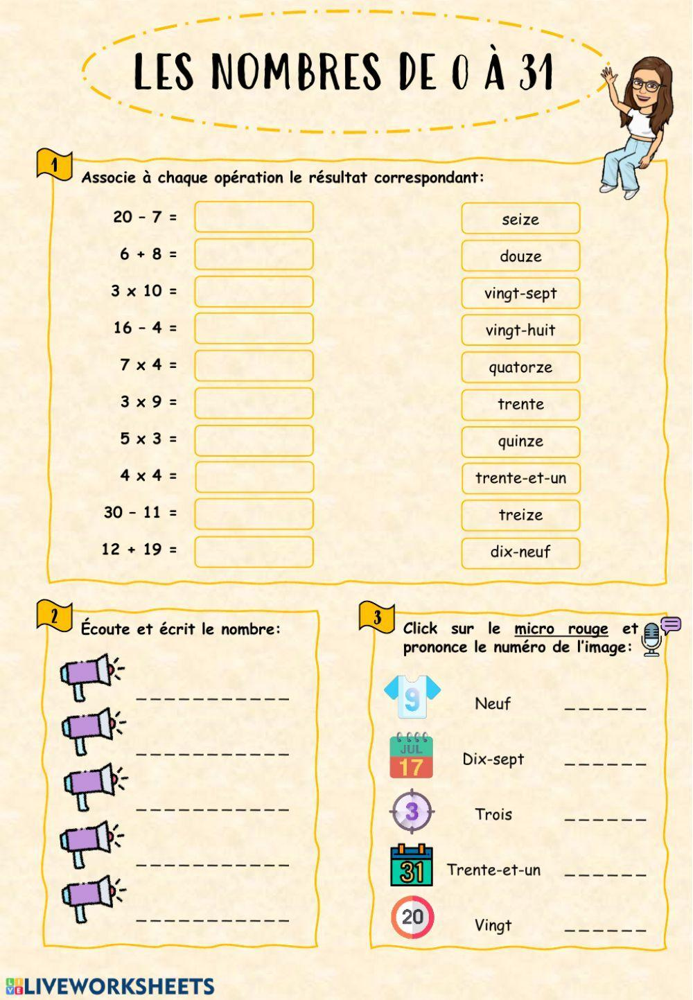 LES NOMBRES DE 0 À 31
1
Associe à chaque opération le résultat correspondant:
20 - 7 =
seize
6 + 8 =
douze
3 x 10 =
vingt-sept
16 - 4 =
vingt-huit
7 x 4 =
quatorze
3 x 9 =
trente
5 x 3 =
quinze
4 x 4 =
trente-et-un
30 - 11 =
treize
12 + 19 =
dix-neuf
2
Écoute et écrit le nombre:
3
Click sur le micro rouge et
prononce le numéro de l'image:
9
Neuf
JUL
17
Dix-sept
3
Trois
31
Trente-et-un
20
Vingt
LIVE
LIVEWORKSHEETS